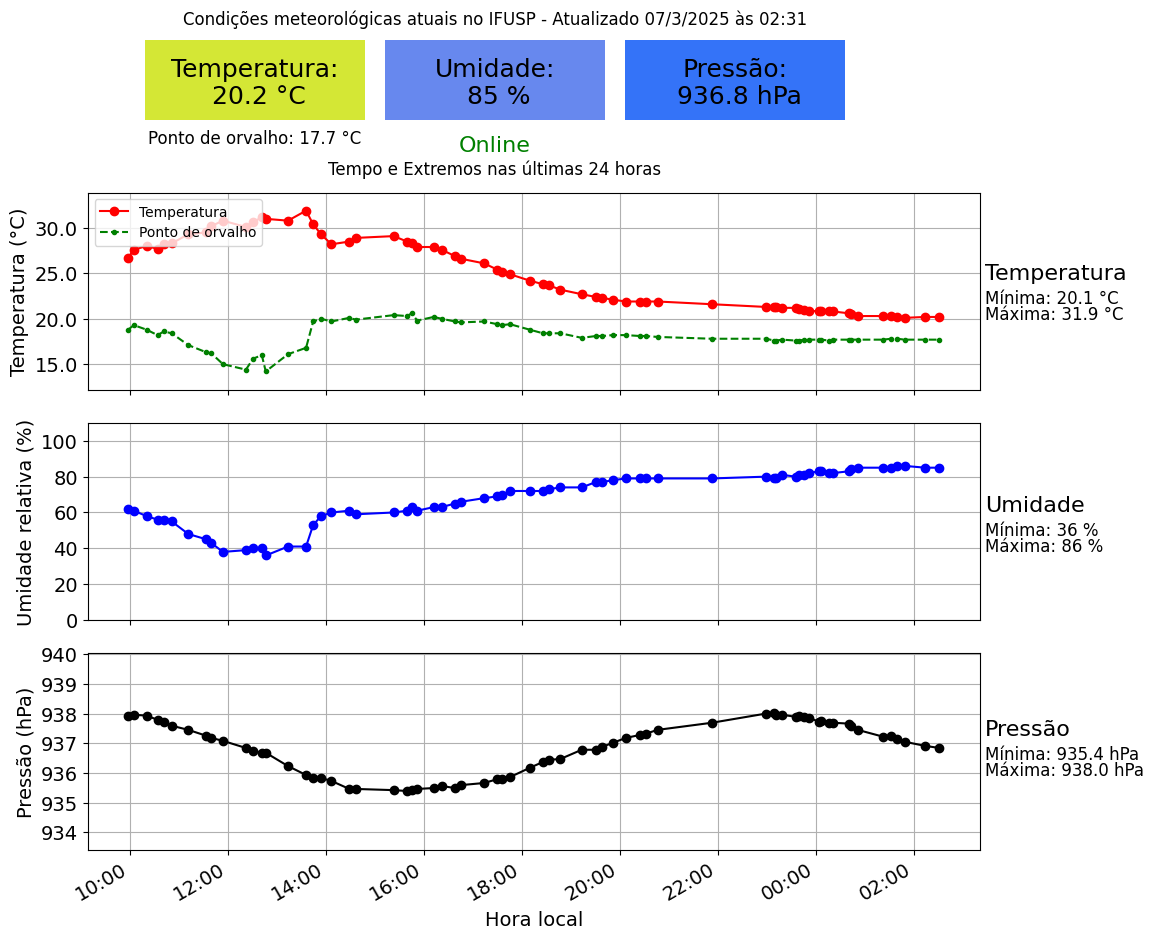 Condições meteorológicas atuais no IFUSP - Atualizado 07/3/2025 às 02:31
Temperatura:
20.2 °C
Umidade:
85 %
Pressão:
936.8 hPa
Ponto de orvalho: 17.7 °C
Online
Tempo e Extremos nas últimas 24 horas
Temperatura (°C)
30.0
25.0
20.0
15.0
Temperatura
Ponto de orvalho
Temperatura
Mínima: 20.1 °C
Máxima: 31.9 °C
Umidade relativa (%)
100
80
60
40
20
0
Umidade
Mínima: 36 %
Máxima: 86 %
Pressão (hPa)
940
939
938
937
936
935
934
Pressão
Mínima: 935.4 hPa
Máxima: 938.0 hPa
10:00 12:00 14:00 16:00 18:00 20:00 22:00 00:00 02:00
Hora local